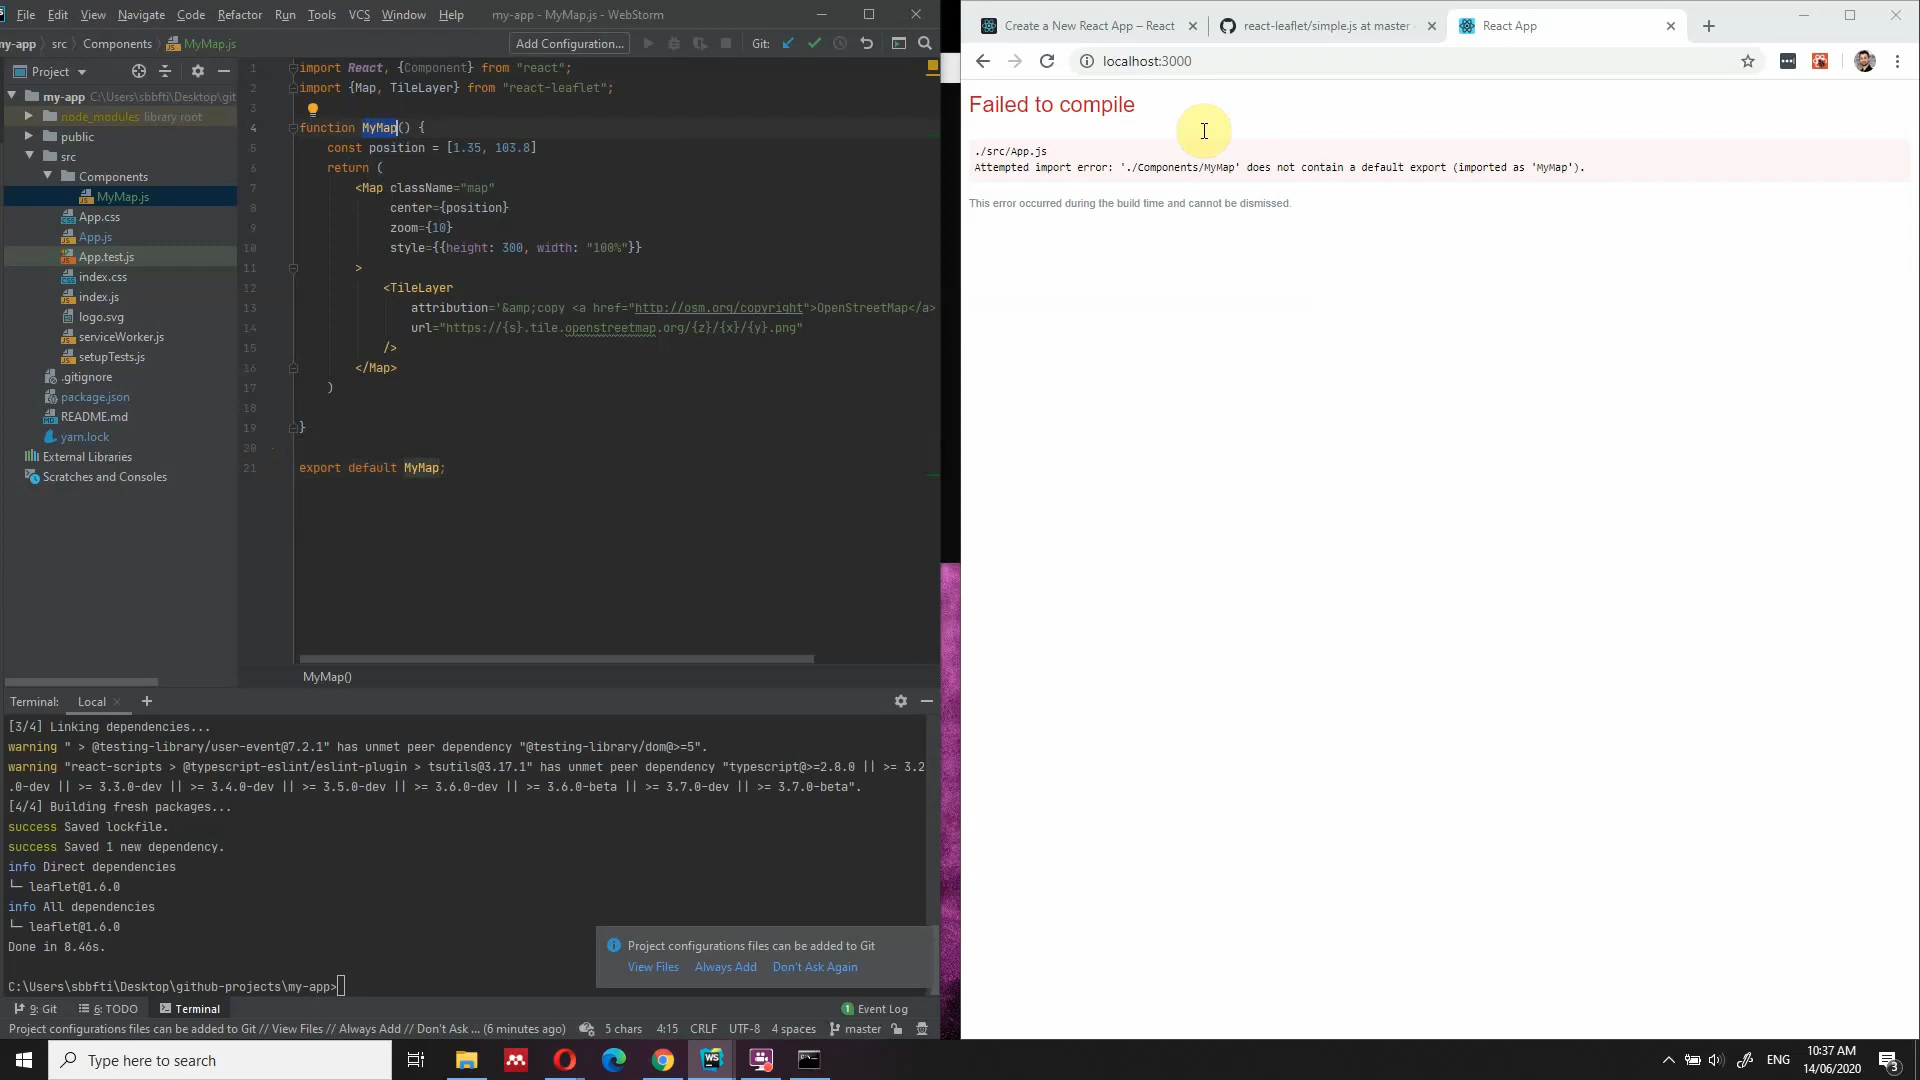 File Edit View Navigate Code Refactor Run Tools VCS Window Help my-app - MyMap.js - WebStorm
my-app src Components MyMap.js Add Configuration... Git:
Project
my-app C:\Users\sbbfti\Desktop\git
node_modules library root
public
src
Components
MyMap.js
App.css
App.js
App.test.js
index.css
index.js
logo.svg
serviceWorker.js
setupTests.js
.gitignore
package.json
README.md
yarn.lock
External Libraries
Scratches and Consoles
1 import React, {Component} from "react";
2 import {Map, TileLayer} from "react-leaflet";
3
4 function MyMap() {
5 const position = [1.35, 103.8]
6 return (
7 <Map className="map"
8 center={position}
9 zoom={10}
10 style={{height: 300, width: "100%"}}
11 >
12 <TileLayer
13 attribution='&amp;copy <a href="http://osm.org/copyright">OpenStreetMap</a>
14 url="https://{s}.tile.openstreetmap.org/{z}/{x}/{y}.png"
15 />
16 </Map>
17 )
18
19 }
20
21 export default MyMap;
MyMap()
Terminal: Local
[3/4] Linking dependencies...
warning " > @testing-library/user-event@7.2.1" has unmet peer dependency "@testing-library/dom@>=5".
warning "react-scripts > @typescript-eslint/eslint-plugin > tsutils@3.17.1" has unmet peer dependency "typescript@>=2.8.0 || >= 3.2
.0-dev || >= 3.3.0-dev || >= 3.4.0-dev || >= 3.5.0-dev || >= 3.6.0-dev || >= 3.6.0-beta || >= 3.7.0-dev || >= 3.7.0-beta".
[4/4] Building fresh packages...
success Saved lockfile.
success Saved 1 new dependency.
info Direct dependencies
└─ leaflet@1.6.0
info All dependencies
└─ leaflet@1.6.0
Done in 8.46s.
C:\Users\sbbfti\Desktop\github-projects\my-app>
Project configurations files can be added to Git
View Files Always Add Don't Ask Again
9: Git 6: TODO Terminal 1 Event Log
Project configurations files can be added to Git // View Files // Always Add // Don't Ask ... (6 minutes ago) 5 chars 4:15 CRLF UTF-8 4 spaces master
Create a New React App – React react-leaflet/simple.js at master React App
localhost:3000
Failed to compile
./src/App.js
Attempted import error: './Components/MyMap' does not contain a default export (imported as 'MyMap').
This error occurred during the build time and cannot be dismissed.
Type here to search WS ENG 10:37 AM
14/06/2020 3